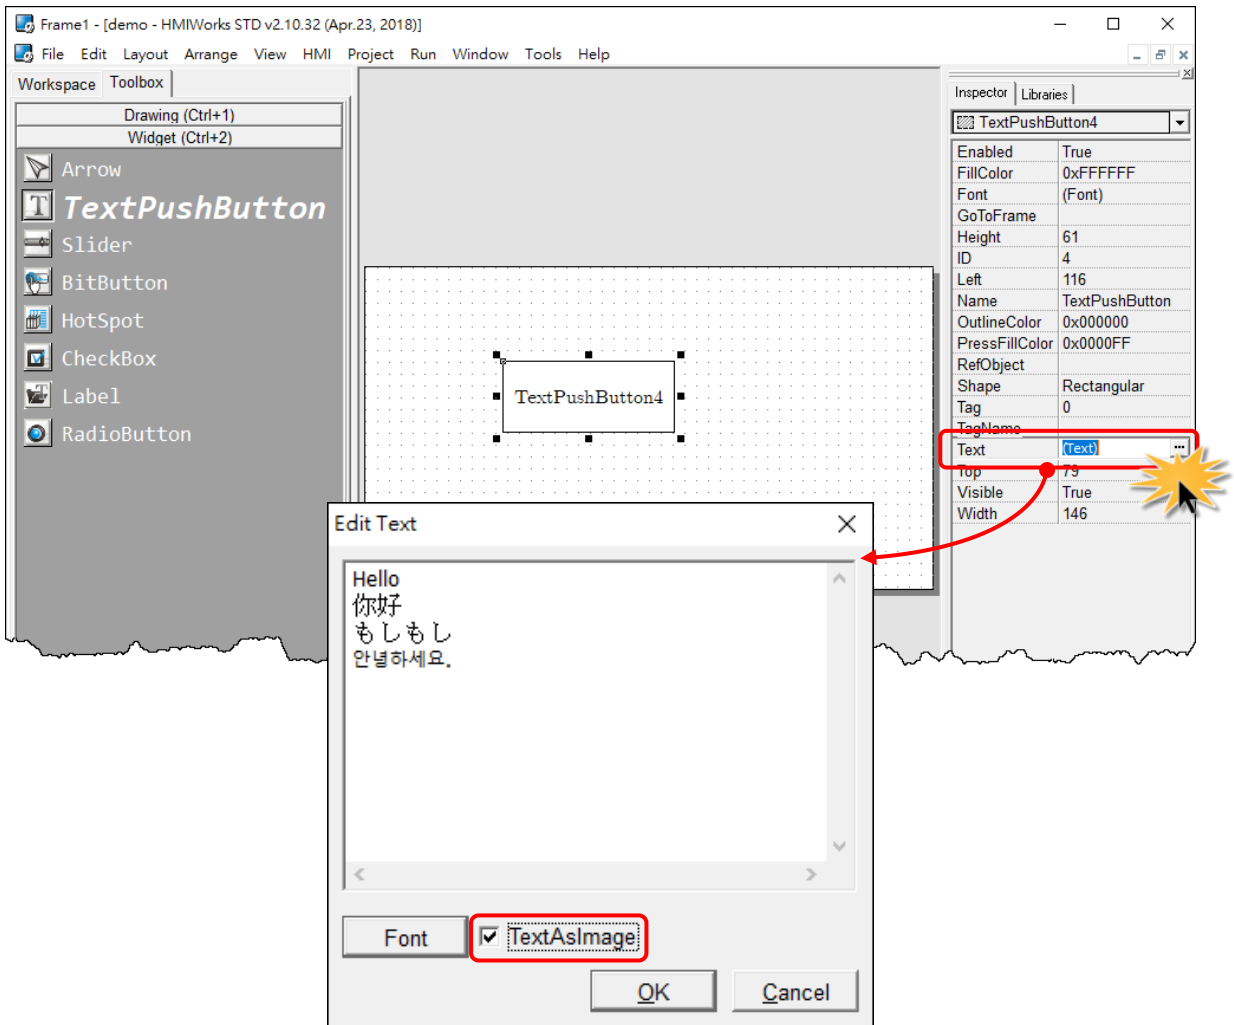 Frame1 - [demo - HMIWorks STD v2.10.32 (Apr.23, 2018)]
File Edit Layout Arrange View HMI Project Run Window Tools Help
Workspace Toolbox
Drawing (Ctrl+1)
Widget (Ctrl+2)
Arrow
TextPushButton
Slider
BitButton
HotSpot
CheckBox
Label
RadioButton
TextPushButton4
Inspector Libraries
TextPushButton4
Enabled True
FillColor 0xFFFFFF
Font (Font)
GoToFrame
Height 61
ID 4
Left 116
Name TextPushButton
OutlineColor 0x000000
PressFillColor 0x0000FF
RefObject
Shape Rectangular
Tag 0
TagName
Text (Text) ...
Top 79
Visible True
Width 146
Edit Text
Hello
你好
もしもし
안녕하세요.
Font TextAsImage
OK Cancel